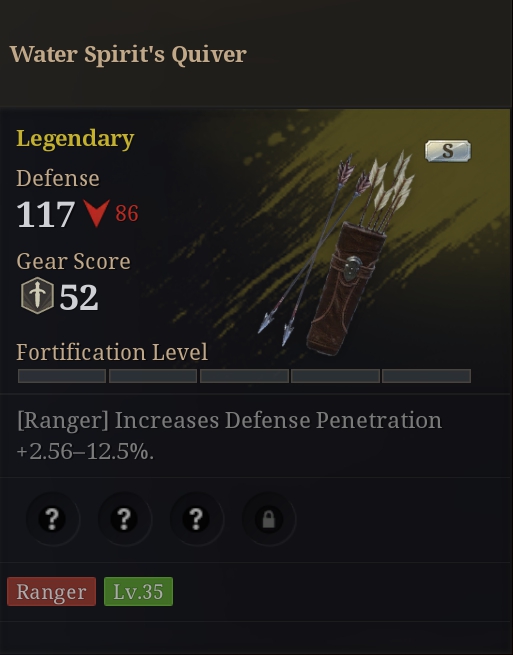 Water Spirit's Quiver
Legendary
S
Defense
117 86
Gear Score
52
Fortification Level
[Ranger] Increases Defense Penetration
+2.56–12.5%.
? ? ?
Ranger Lv.35